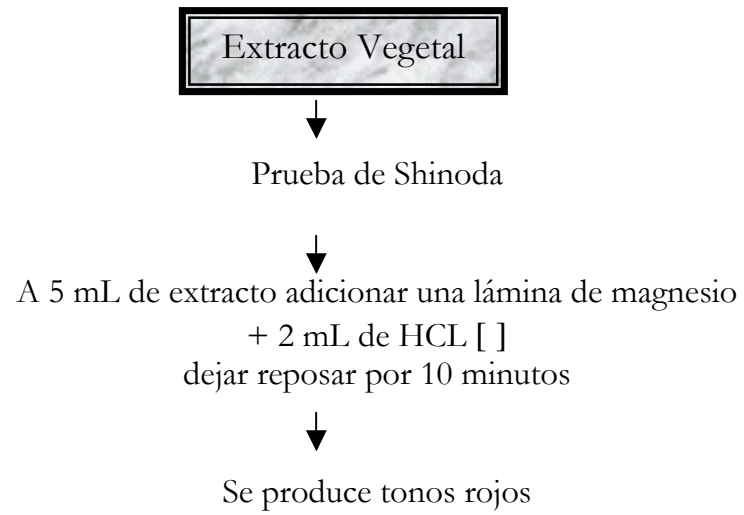 Extracto Vegetal
Prueba de Shinoda
A 5 mL de extracto adicionar una lámina de magnesio
+ 2 mL de HCL [ ]
dejar reposar por 10 minutos
Se produce tonos rojos